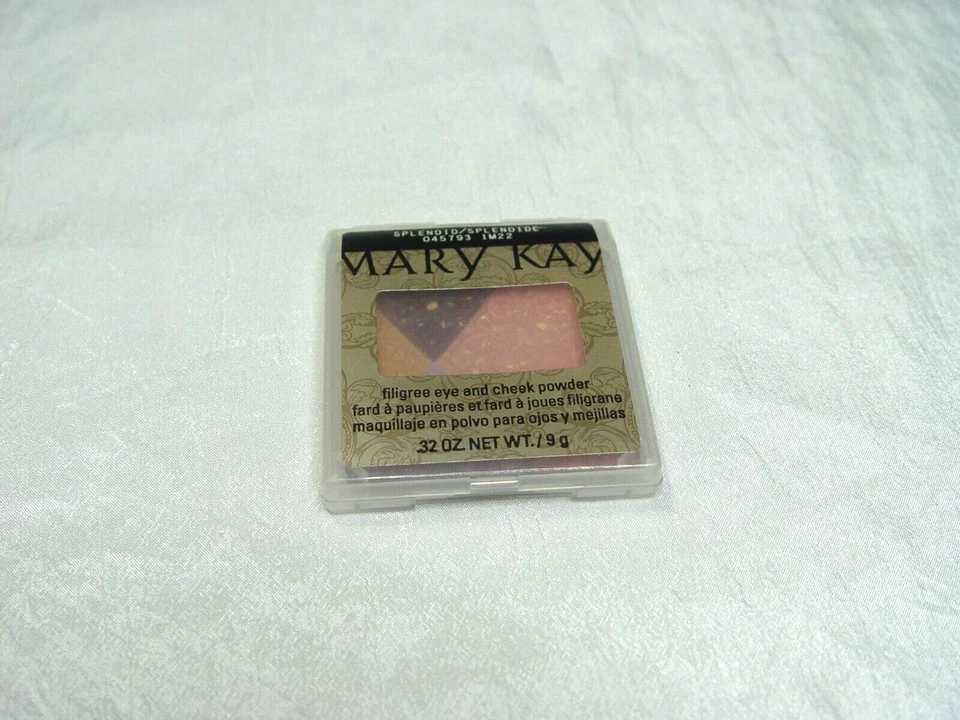 SPLENDID/SPLENDIDE
045793 1M22
MARY KAY
filigree eye and cheek powder
fard à paupières et fard à joues filigrane
maquillaje en polvo para ojos y mejillas
.32 OZ. NET WT. / 9 g